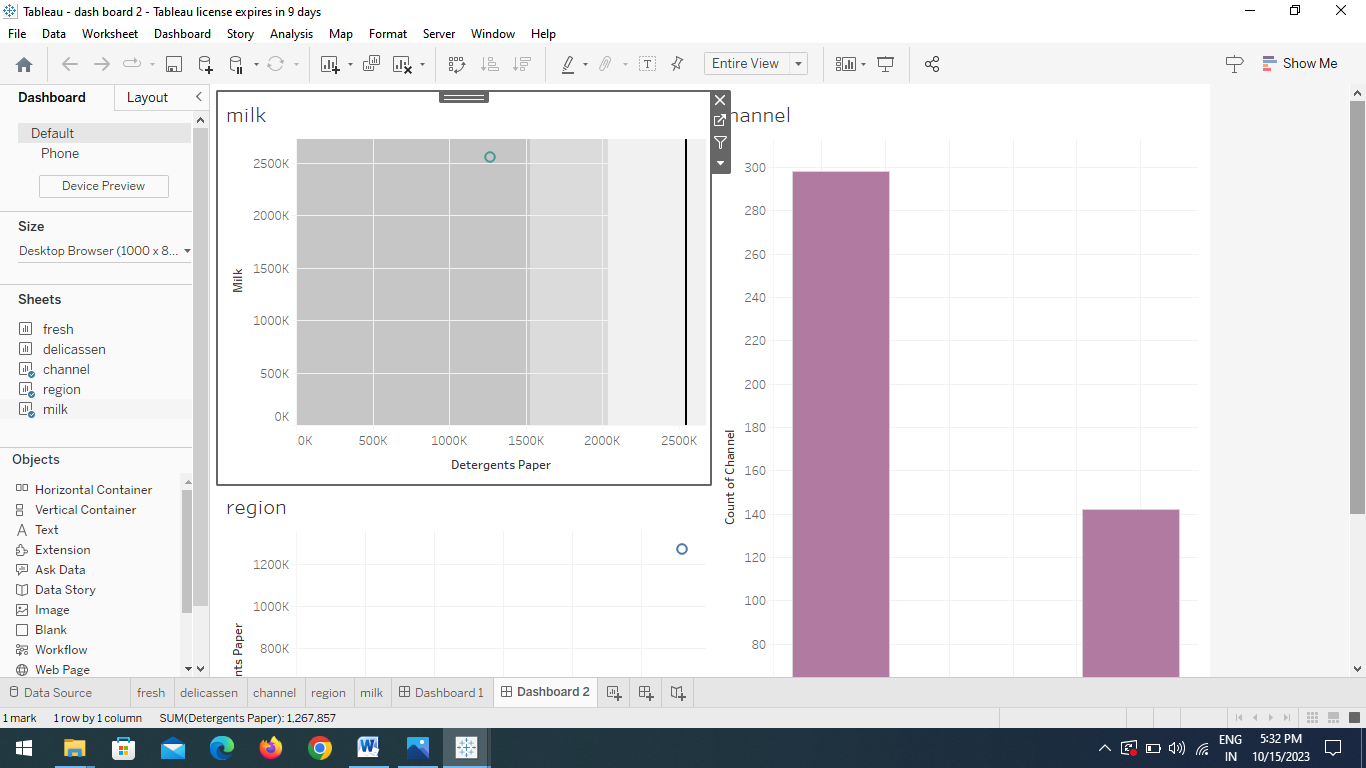 Tableau - dash board 2 - Tableau license expires in 9 days
File Data Worksheet Dashboard Story Analysis Map Format Server Window Help
Entire View
Show Me
Dashboard Layout
Default
Phone
Device Preview
Size
Desktop Browser (1000 x 8...
Sheets
fresh
delicassen
channel
region
milk
Objects
Horizontal Container
Vertical Container
Text
Extension
Ask Data
Data Story
Image
Blank
Workflow
Web Page
milk
2500K
2000K
1500K
1000K
500K
0K
Milk
0K 500K 1000K 1500K 2000K 2500K
Detergents Paper
region
1200K
1000K
800K
nts Paper
hannel
300
280
260
240
220
200
180
160
140
120
100
80
Count of Channel
Data Source fresh delicassen channel region milk Dashboard 1 Dashboard 2
1 mark 1 row by 1 column SUM(Detergents Paper): 1,267,857
ENG
IN
5:32 PM
10/15/2023